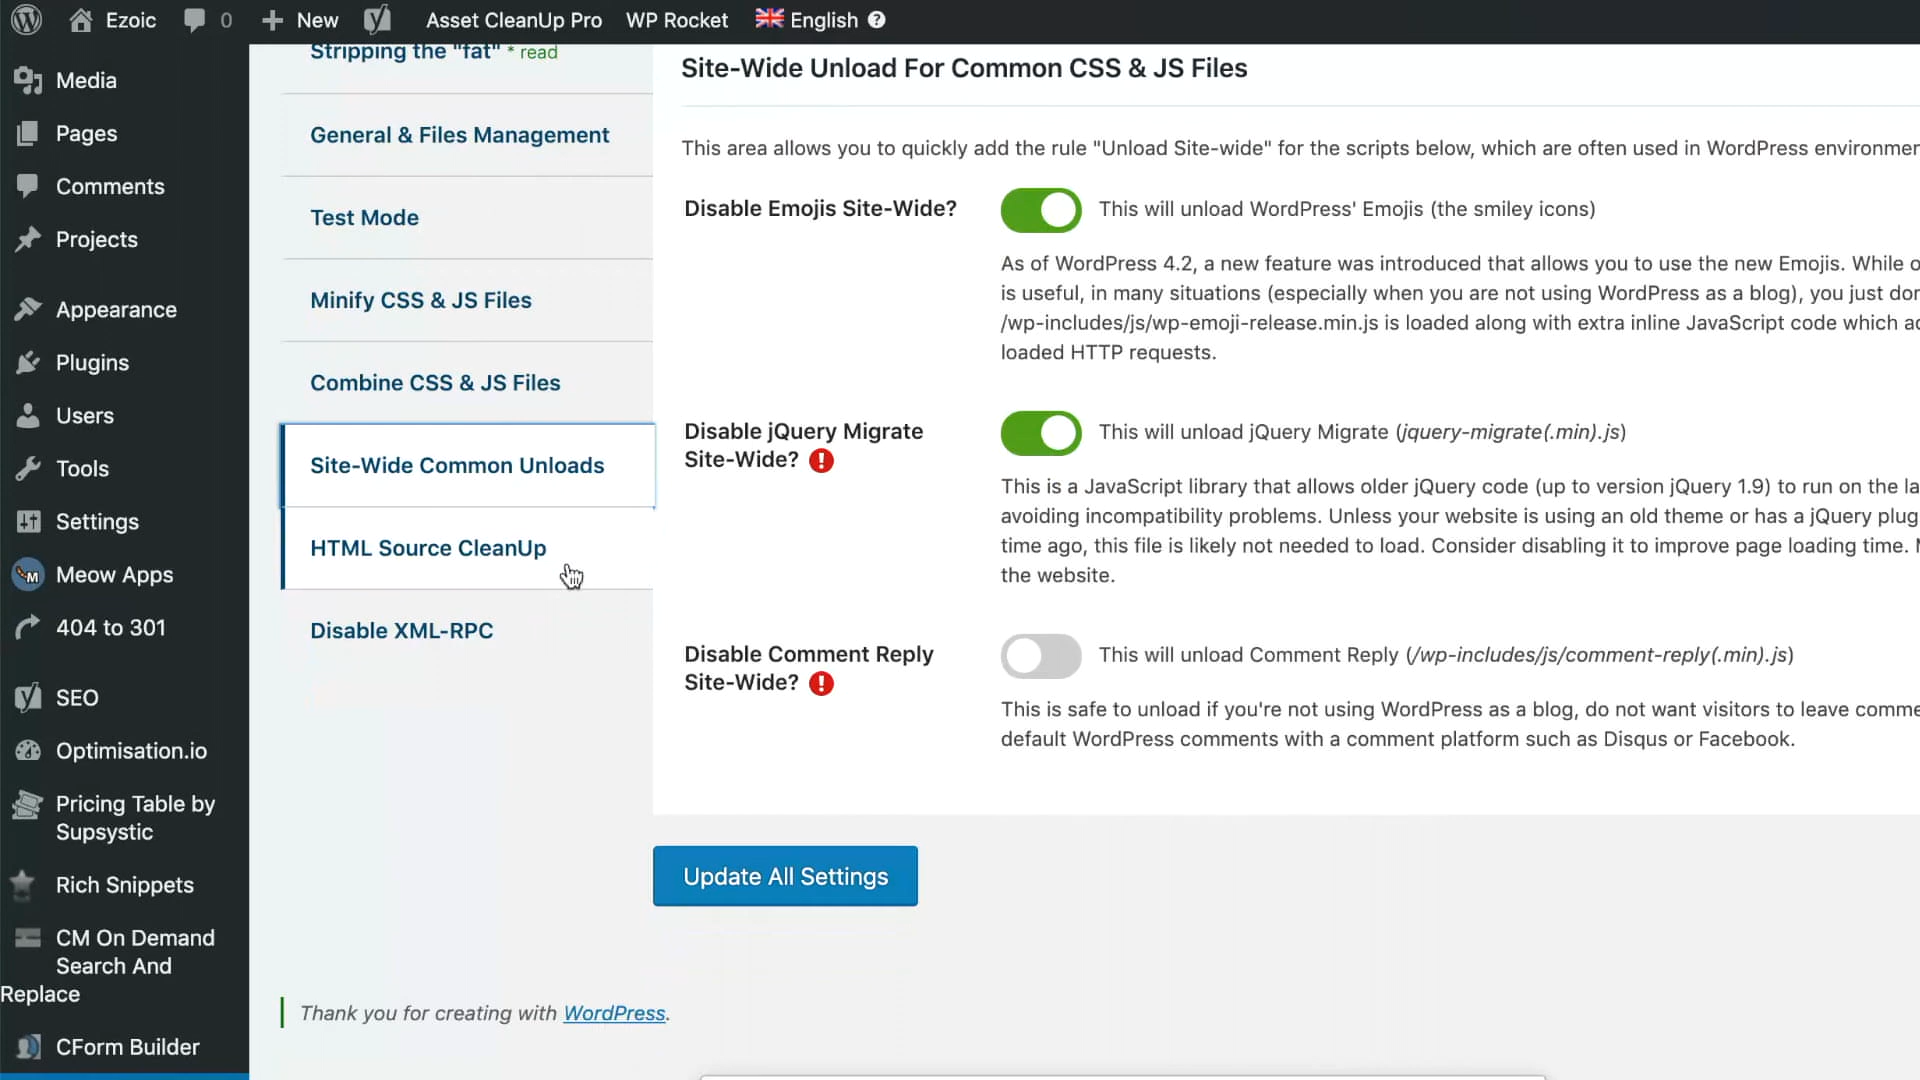 Ezoic 0 New Asset CleanUp Pro WP Rocket English ?
Media
Pages
Comments
Projects
Appearance
Plugins
Users
Tools
Settings
Meow Apps
404 to 301
SEO
Optimisation.io
Pricing Table by
Supsystic
Rich Snippets
CM On Demand
Search And
Replace
CForm Builder
Stripping the "fat" * read
General & Files Management
Test Mode
Minify CSS & JS Files
Combine CSS & JS Files
Site-Wide Common Unloads
HTML Source CleanUp
Disable XML-RPC
Site-Wide Unload For Common CSS & JS Files
This area allows you to quickly add the rule "Unload Site-wide" for the scripts below, which are often used in WordPress environmen
Disable Emojis Site-Wide?
This will unload WordPress' Emojis (the smiley icons)
As of WordPress 4.2, a new feature was introduced that allows you to use the new Emojis. While o
is useful, in many situations (especially when you are not using WordPress as a blog), you just don
/wp-includes/js/wp-emoji-release.min.js is loaded along with extra inline JavaScript code which ad
loaded HTTP requests.
Disable jQuery Migrate
Site-Wide? !
This will unload jQuery Migrate (jquery-migrate(.min).js)
This is a JavaScript library that allows older jQuery code (up to version jQuery 1.9) to run on the la
avoiding incompatibility problems. Unless your website is using an old theme or has a jQuery plug
time ago, this file is likely not needed to load. Consider disabling it to improve page loading time. M
the website.
Disable Comment Reply
Site-Wide? !
This will unload Comment Reply (/wp-includes/js/comment-reply(.min).js)
This is safe to unload if you're not using WordPress as a blog, do not want visitors to leave comme
default WordPress comments with a comment platform such as Disqus or Facebook.
Update All Settings
Thank you for creating with WordPress.